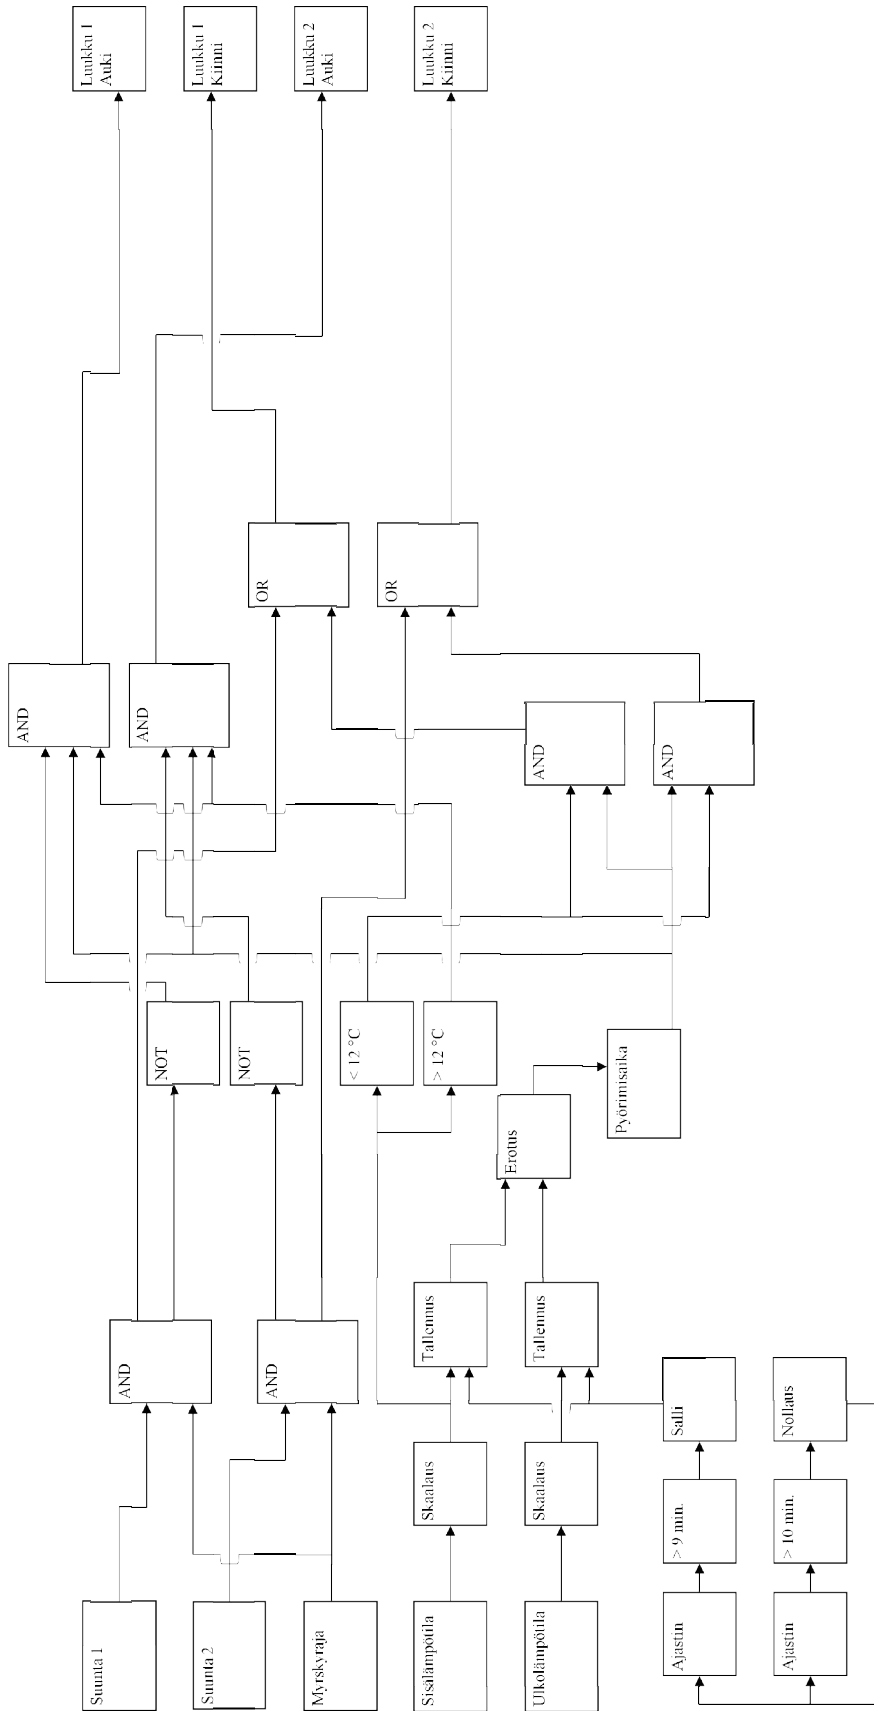 Suunta 1
Suunta 2
Myrskyraja
Sisälämpötila
Ulkolämpötila
Ajastin
Ajastin
> 9 min.
> 10 min.
Skaalaus
Skaalaus
Salli
Nollaus
AND
AND
Tallennus
Tallennus
Erotus
Pyörimisaika
NOT
NOT
< 12 °C
> 12 °C
AND
AND
AND
AND
OR
OR
Luukku 1
Auki
Luukku 1
Kiinni
Luukku 2
Auki
Luukku 2
Kiinni